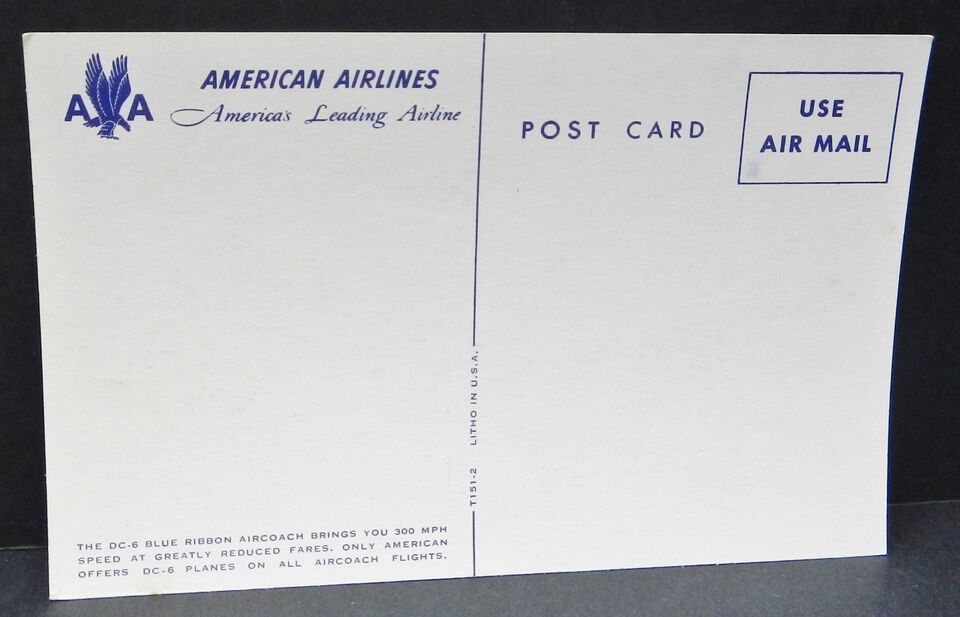 A A
AMERICAN AIRLINES
America's Leading Airline
POST CARD
USE
AIR MAIL
T151-2 LITHO IN U.S.A.
THE DC-6 BLUE RIBBON AIRCOACH BRINGS YOU 300 MPH
SPEED AT GREATLY REDUCED FARES. ONLY AMERICAN
OFFERS DC-6 PLANES ON ALL AIRCOACH FLIGHTS.